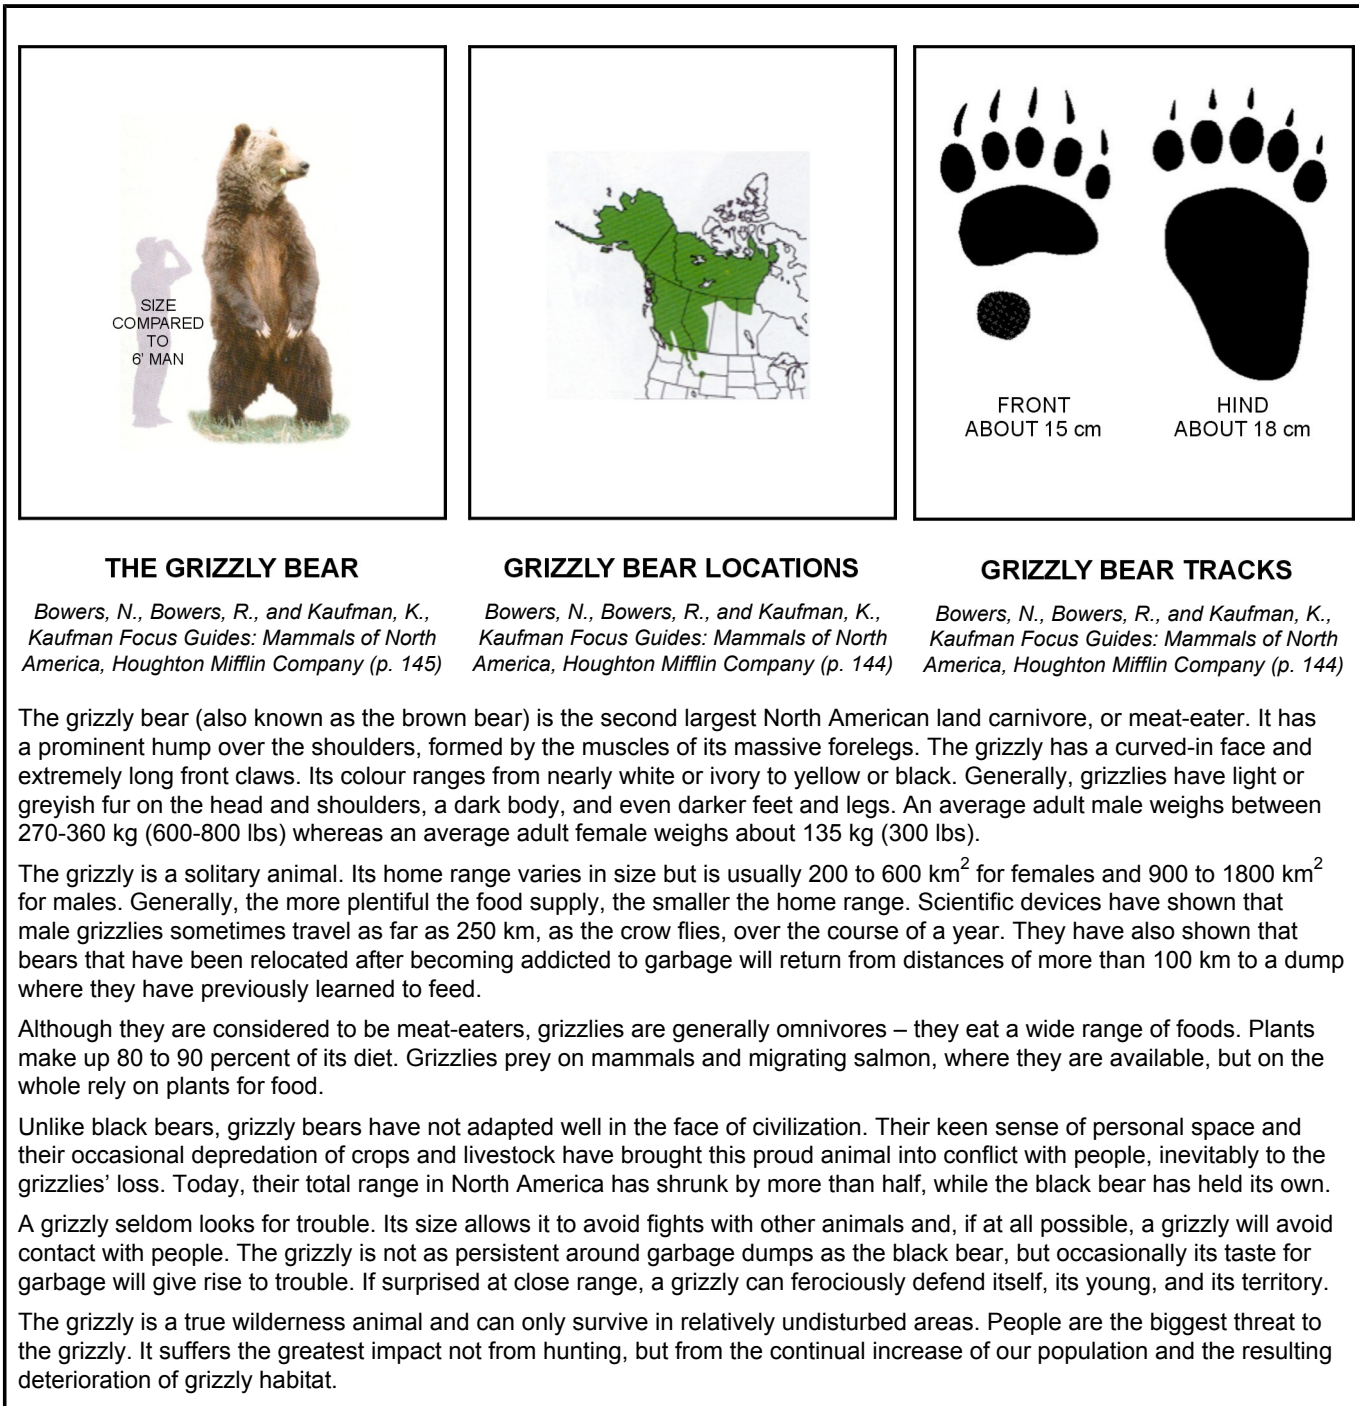 SIZE
COMPARED
TO
6' MAN
FRONT
ABOUT 15 cm
HIND
ABOUT 18 cm
THE GRIZZLY BEAR
Bowers, N., Bowers, R., and Kaufman, K.,
Kaufman Focus Guides: Mammals of North
America, Houghton Mifflin Company (p. 145)
GRIZZLY BEAR LOCATIONS
Bowers, N., Bowers, R., and Kaufman, K.,
Kaufman Focus Guides: Mammals of North
America, Houghton Mifflin Company (p. 144)
GRIZZLY BEAR TRACKS
Bowers, N., Bowers, R., and Kaufman, K.,
Kaufman Focus Guides: Mammals of North
America, Houghton Mifflin Company (p. 144)
The grizzly bear (also known as the brown bear) is the second largest North American land carnivore, or meat-eater. It has
a prominent hump over the shoulders, formed by the muscles of its massive forelegs. The grizzly has a curved-in face and
extremely long front claws. Its colour ranges from nearly white or ivory to yellow or black. Generally, grizzlies have light or
greyish fur on the head and shoulders, a dark body, and even darker feet and legs. An average adult male weighs between
270-360 kg (600-800 lbs) whereas an average adult female weighs about 135 kg (300 lbs).
The grizzly is a solitary animal. Its home range varies in size but is usually 200 to 600 km² for females and 900 to 1800 km²
for males. Generally, the more plentiful the food supply, the smaller the home range. Scientific devices have shown that
male grizzlies sometimes travel as far as 250 km, as the crow flies, over the course of a year. They have also shown that
bears that have been relocated after becoming addicted to garbage will return from distances of more than 100 km to a dump
where they have previously learned to feed.
Although they are considered to be meat-eaters, grizzlies are generally omnivores – they eat a wide range of foods. Plants
make up 80 to 90 percent of its diet. Grizzlies prey on mammals and migrating salmon, where they are available, but on the
whole rely on plants for food.
Unlike black bears, grizzly bears have not adapted well in the face of civilization. Their keen sense of personal space and
their occasional depredation of crops and livestock have brought this proud animal into conflict with people, inevitably to the
grizzlies' loss. Today, their total range in North America has shrunk by more than half, while the black bear has held its own.
A grizzly seldom looks for trouble. Its size allows it to avoid fights with other animals and, if at all possible, a grizzly will avoid
contact with people. The grizzly is not as persistent around garbage dumps as the black bear, but occasionally its taste for
garbage will give rise to trouble. If surprised at close range, a grizzly can ferociously defend itself, its young, and its territory.
The grizzly is a true wilderness animal and can only survive in relatively undisturbed areas. People are the biggest threat to
the grizzly. It suffers the greatest impact not from hunting, but from the continual increase of our population and the resulting
deterioration of grizzly habitat.